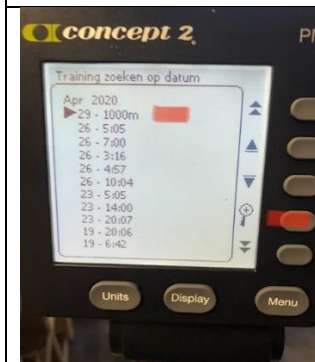 concept 2
PM
Training zoeken op datum
Apr 2020
29 - 1000m
26 - 5:05
26 - 7:00
26 - 3:16
26 - 4:57
26 - 10:04
23 - 5:05
23 - 14:00
23 - 20:07
19 - 20:06
19 - 6:42
Units
Display
Menu